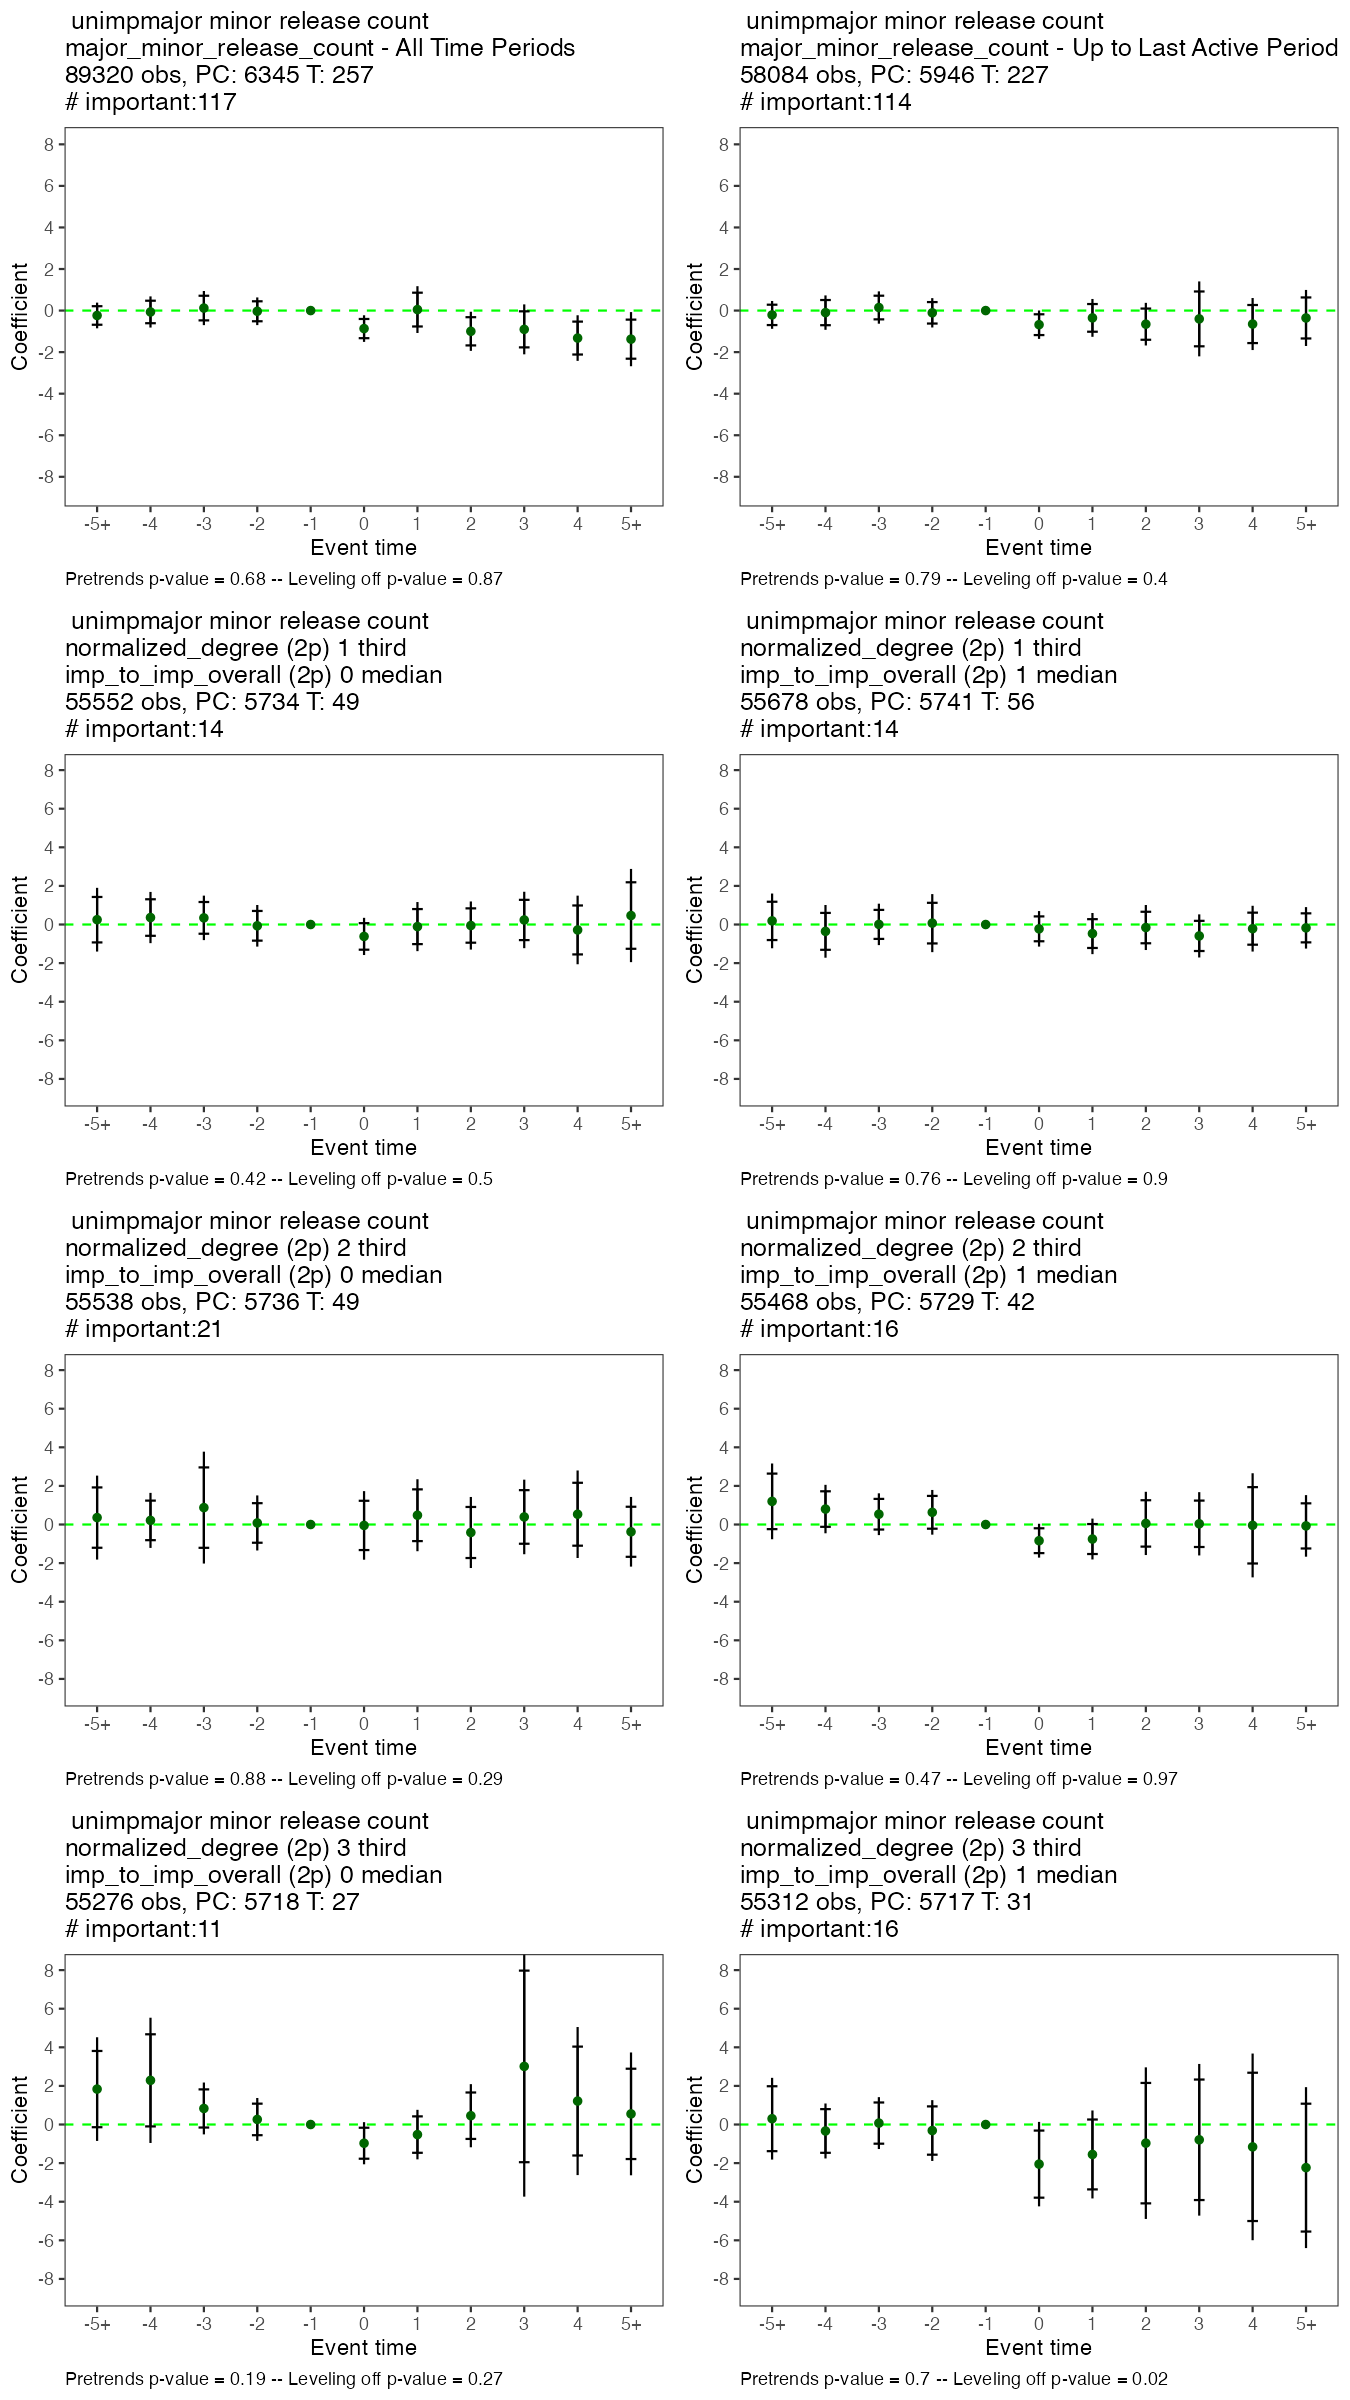 unimpmajor minor release count
major_minor_release_count - All Time Periods
89320 obs, PC: 6345 T: 257
# important:117
8
6
4
2
0
-2
-4
-6
-8
Coefficient
-5+ -4 -3 -2 -1 0 1 2 3 4 5+
Event time
Pretrends p-value = 0.68 -- Leveling off p-value = 0.87
unimpmajor minor release count
major_minor_release_count - Up to Last Active Period
58084 obs, PC: 5946 T: 227
# important:114
8
6
4
2
0
-2
-4
-6
-8
Coefficient
-5+ -4 -3 -2 -1 0 1 2 3 4 5+
Event time
Pretrends p-value = 0.79 -- Leveling off p-value = 0.4
unimpmajor minor release count
normalized_degree (2p) 1 third
imp_to_imp_overall (2p) 0 median
55552 obs, PC: 5734 T: 49
# important:14
8
6
4
2
0
-2
-4
-6
-8
Coefficient
-5+ -4 -3 -2 -1 0 1 2 3 4 5+
Event time
Pretrends p-value = 0.42 -- Leveling off p-value = 0.5
unimpmajor minor release count
normalized_degree (2p) 1 third
imp_to_imp_overall (2p) 1 median
55678 obs, PC: 5741 T: 56
# important:14
8
6
4
2
0
-2
-4
-6
-8
Coefficient
-5+ -4 -3 -2 -1 0 1 2 3 4 5+
Event time
Pretrends p-value = 0.76 -- Leveling off p-value = 0.9
unimpmajor minor release count
normalized_degree (2p) 2 third
imp_to_imp_overall (2p) 0 median
55538 obs, PC: 5736 T: 49
# important:21
8
6
4
2
0
-2
-4
-6
-8
Coefficient
-5+ -4 -3 -2 -1 0 1 2 3 4 5+
Event time
Pretrends p-value = 0.88 -- Leveling off p-value = 0.29
unimpmajor minor release count
normalized_degree (2p) 2 third
imp_to_imp_overall (2p) 1 median
55468 obs, PC: 5729 T: 42
# important:16
8
6
4
2
0
-2
-4
-6
-8
Coefficient
-5+ -4 -3 -2 -1 0 1 2 3 4 5+
Event time
Pretrends p-value = 0.47 -- Leveling off p-value = 0.97
unimpmajor minor release count
normalized_degree (2p) 3 third
imp_to_imp_overall (2p) 0 median
55276 obs, PC: 5718 T: 27
# important:11
8
6
4
2
0
-2
-4
-6
-8
Coefficient
-5+ -4 -3 -2 -1 0 1 2 3 4 5+
Event time
Pretrends p-value = 0.19 -- Leveling off p-value = 0.27
unimpmajor minor release count
normalized_degree (2p) 3 third
imp_to_imp_overall (2p) 1 median
55312 obs, PC: 5717 T: 31
# important:16
8
6
4
2
0
-2
-4
-6
-8
Coefficient
-5+ -4 -3 -2 -1 0 1 2 3 4 5+
Event time
Pretrends p-value = 0.7 -- Leveling off p-value = 0.02